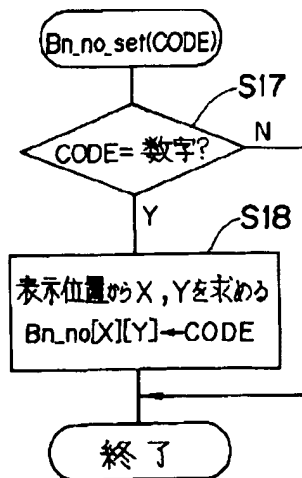 Bn_no_set(CODE)
S17
CODE= 数字?
N
Y
S18
表示位置からX,Yを求める
Bn_no[X][Y]←CODE
終了